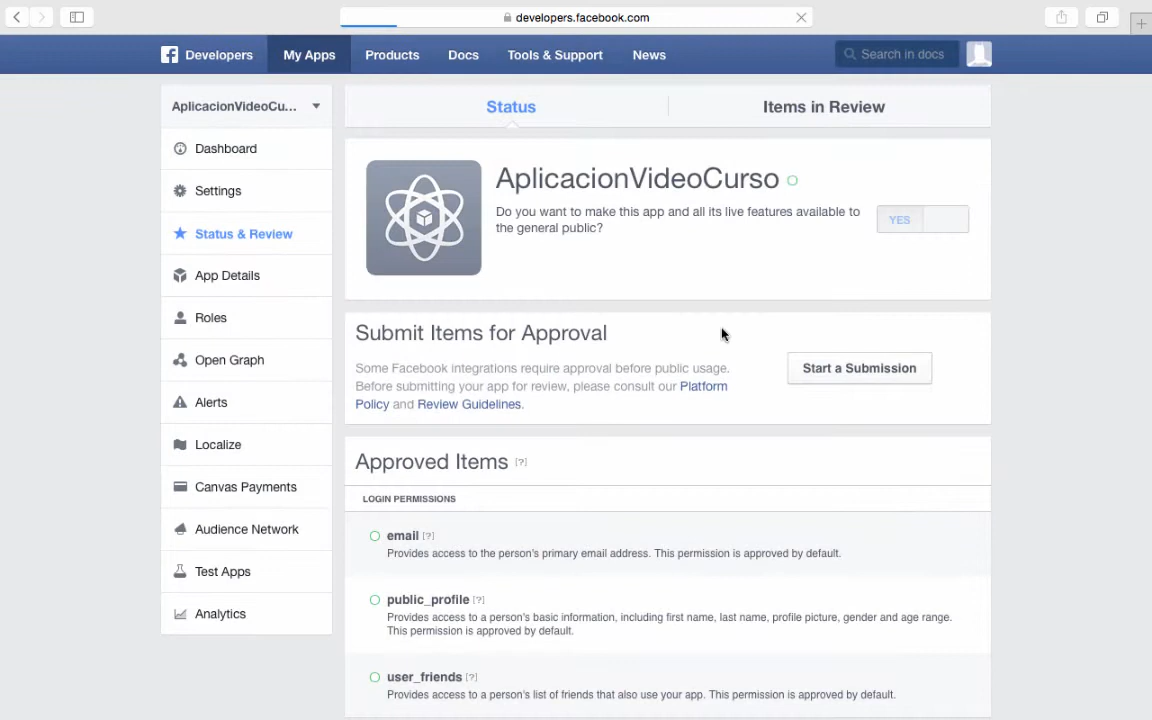 developers.facebook.com
Developers My Apps Products Docs Tools & Support News Search in docs
AplicacionVideoCu...
Dashboard
Settings
Status & Review
App Details
Roles
Open Graph
Alerts
Localize
Canvas Payments
Audience Network
Test Apps
Analytics
Status Items in Review
AplicacionVideoCurso
Do you want to make this app and all its live features available to
the general public?
YES
Submit Items for Approval
Some Facebook integrations require approval before public usage.
Before submitting your app for review, please consult our Platform
Policy and Review Guidelines.
Start a Submission
Approved Items [?]
LOGIN PERMISSIONS
email [?]
Provides access to the person's primary email address. This permission is approved by default.
public_profile [?]
Provides access to a person's basic information, including first name, last name, profile picture, gender and age range.
This permission is approved by default.
user_friends [?]
Provides access to a person's list of friends that also use your app. This permission is approved by default.